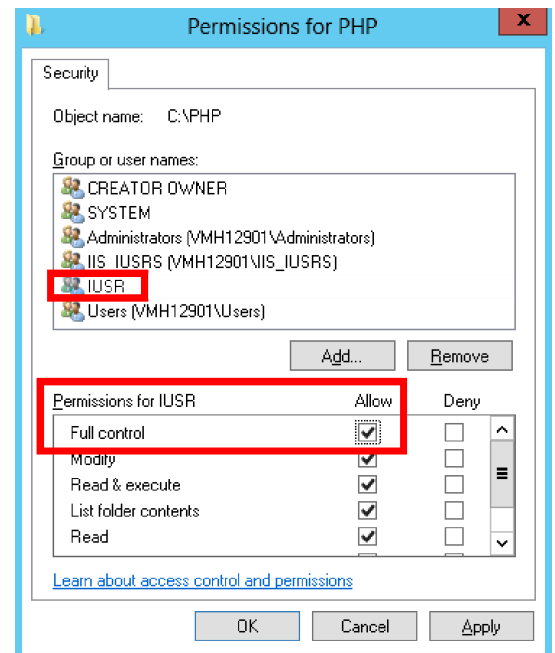 Permissions for PHP
x
Security
Object name: C:\PHP
Group or user names:
CREATOR OWNER
SYSTEM
Administrators (VMH12901\Administrators)
IIS_IUSRS (VMH12901\IIS_IUSRS)
IUSR
Users (VMH12901\Users)
Add... Remove
Permissions for IUSR Allow Deny
Full control
Modify
Read & execute
List folder contents
Read
Learn about access control and permissions
OK Cancel Apply